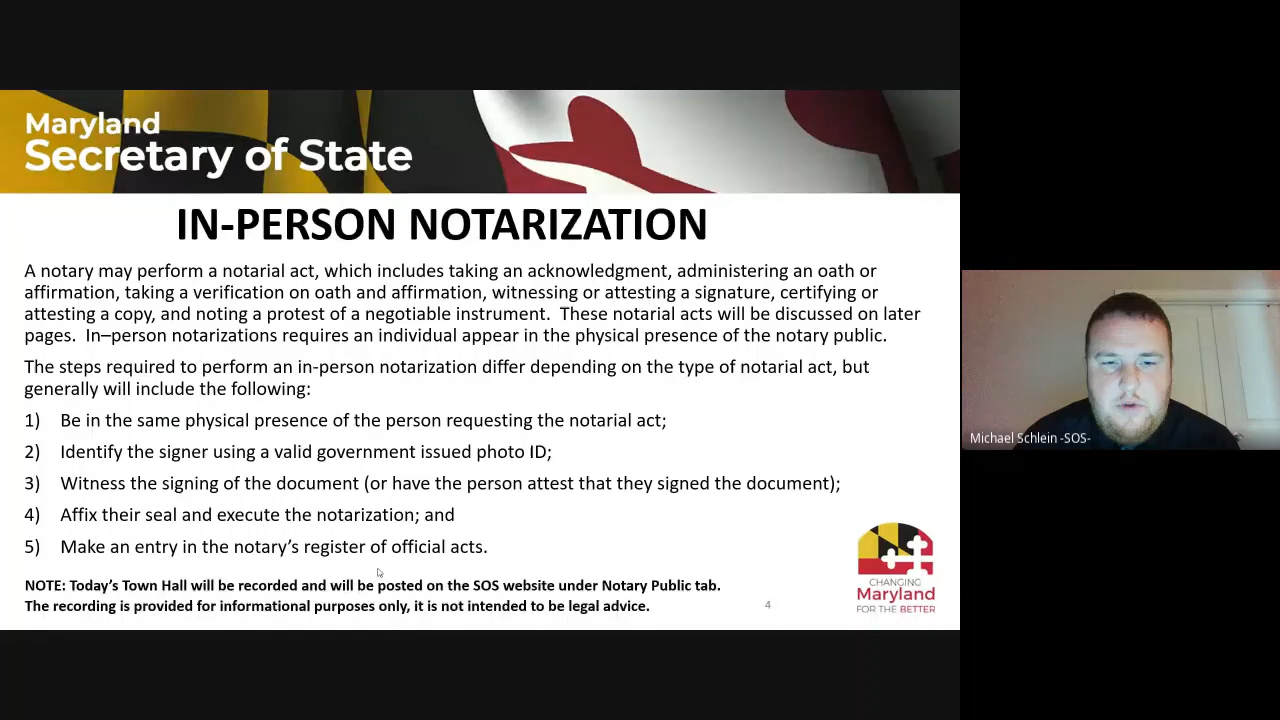 Maryland
Secretary of State
IN-PERSON NOTARIZATION
A notary may perform a notarial act, which includes taking an acknowledgment, administering an oath or
affirmation, taking a verification on oath and affirmation, witnessing or attesting a signature, certifying or
attesting a copy, and noting a protest of a negotiable instrument.  These notarial acts will be discussed on later
pages.  In–person notarizations requires an individual appear in the physical presence of the notary public.
The steps required to perform an in-person notarization differ depending on the type of notarial act, but
generally will include the following:
1) Be in the same physical presence of the person requesting the notarial act;
2) Identify the signer using a valid government issued photo ID;
3) Witness the signing of the document (or have the person attest that they signed the document);
4) Affix their seal and execute the notarization; and
5) Make an entry in the notary’s register of official acts.
NOTE: Today’s Town Hall will be recorded and will be posted on the SOS website under Notary Public tab.
The recording is provided for informational purposes only, it is not intended to be legal advice.
4
CHANGING
Maryland
FOR THE BETTER
Michael Schlein -SOS-